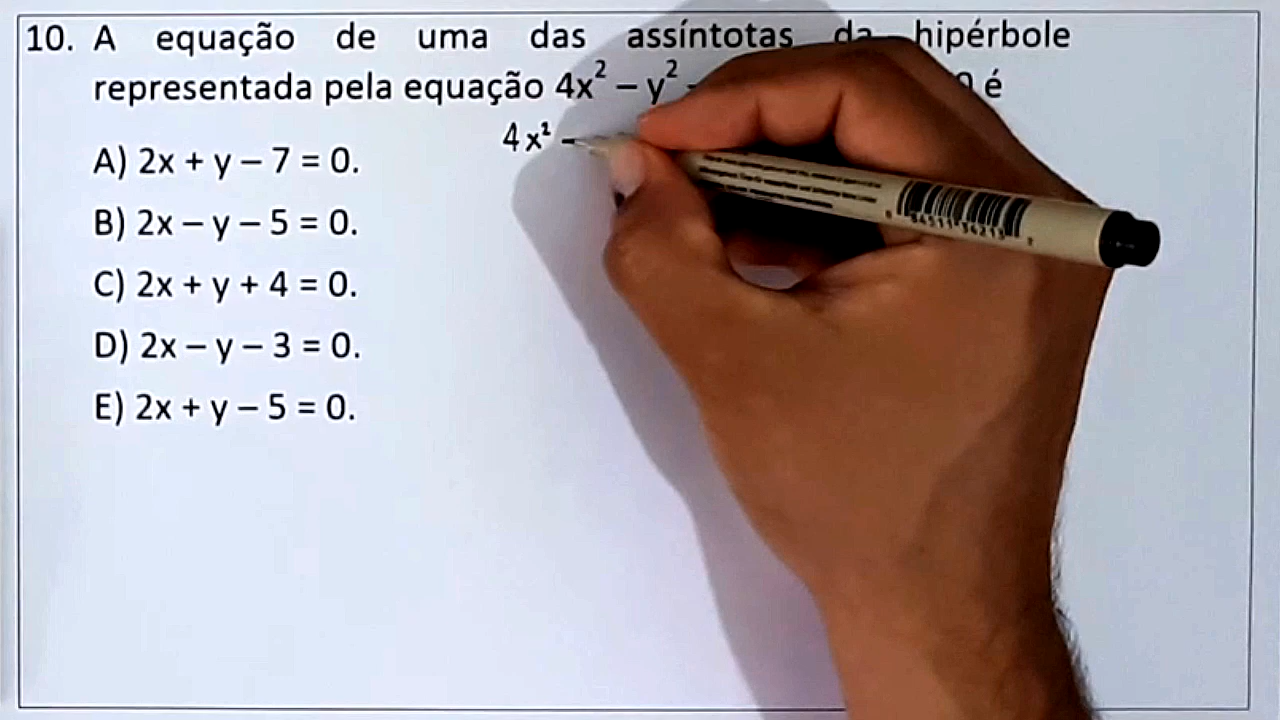 10. A equação de uma das assíntotas da hipérbole
representada pela equação 4x² – y² é
4x² –
A) 2x + y – 7 = 0.
B) 2x – y – 5 = 0.
C) 2x + y + 4 = 0.
D) 2x – y – 3 = 0.
E) 2x + y – 5 = 0.